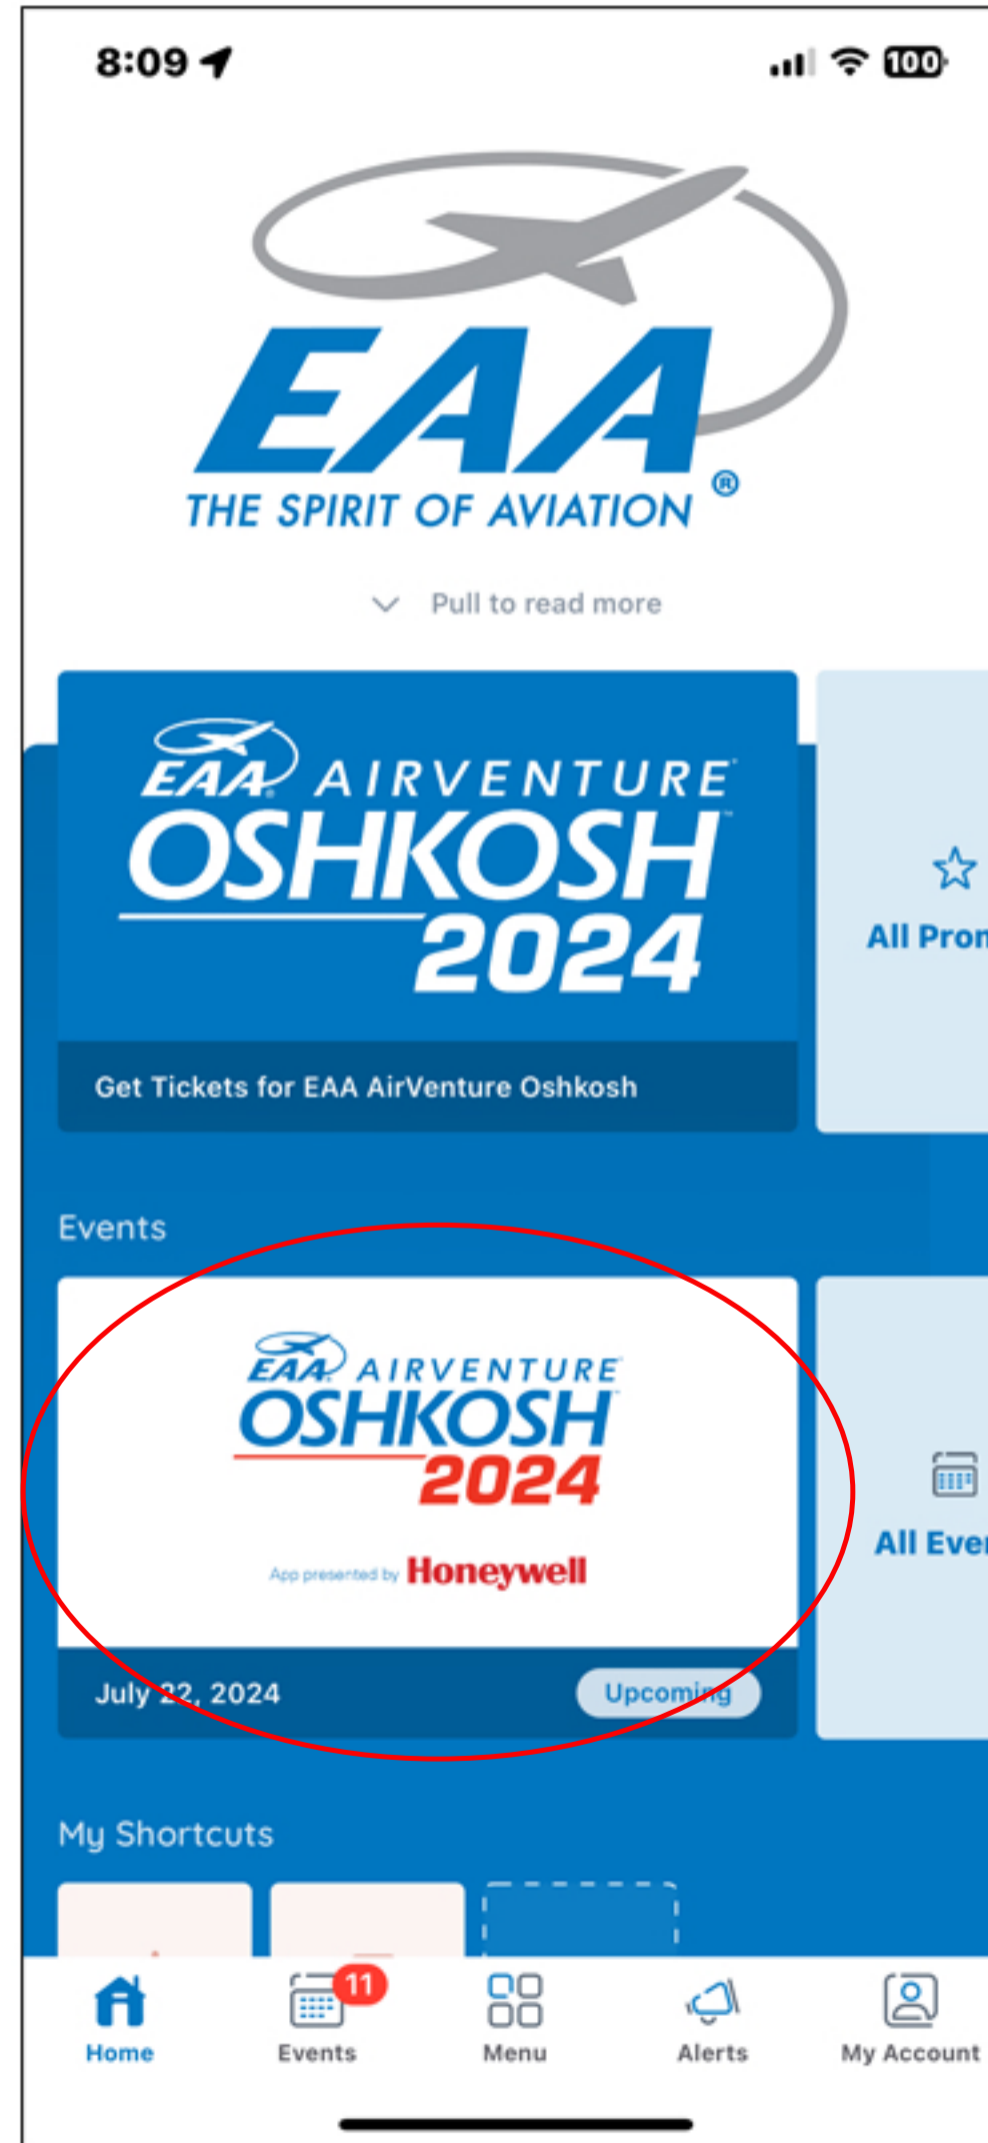 8:09
100
EAA®
THE SPIRIT OF AVIATION
Pull to read more
EAA AIRVENTURE
OSHKOSH™
2024
All Pron
Get Tickets for EAA AirVenture Oshkosh
Events
EAA AIRVENTURE
OSHKOSH
2024
App presented by Honeywell
All Ever
July 22, 2024
Upcoming
My Shortcuts
11
Home
Events
Menu
Alerts
My Account